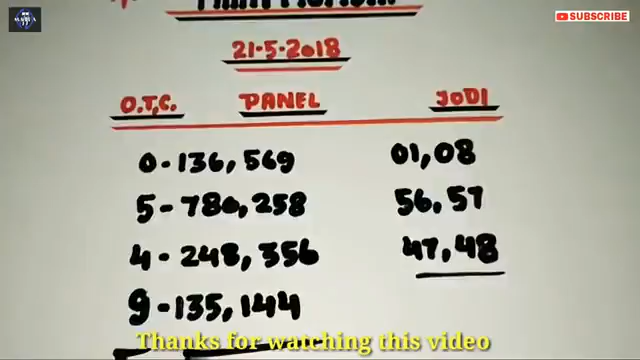 SUBSCRIBE
21-5-2018
O.T.C. PANEL JODI
0-136, 569 01, 08
5-780, 258 56, 57
4-248, 356 47, 48
9-135, 144
Thanks for watching this video